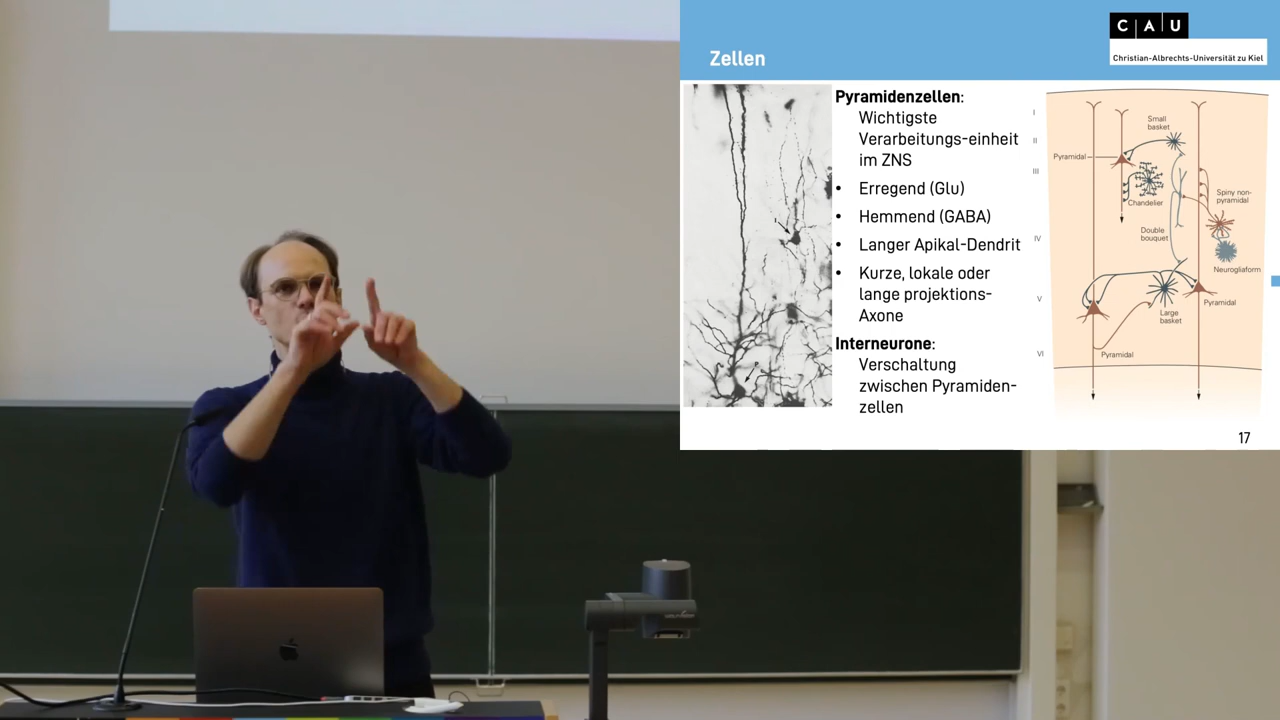 CAU
Christian-Albrechts-Universität zu Kiel
Zellen
Pyramidenzellen:
Wichtigste
Verarbeitungs-einheit
im ZNS
• Erregend (Glu)
• Hemmend (GABA)
• Langer Apikal-Dendrit
• Kurze, lokale oder
lange projektions-
Axone
Interneurone:
Verschaltung
zwischen Pyramiden-
zellen
I
II
III
IV
V
VI
Small
basket
Pyramidal
Chandelier
Spiny non-
pyramidal
Double
bouquet
Neurogliaform
Pyramidal
Large
basket
Pyramidal
17